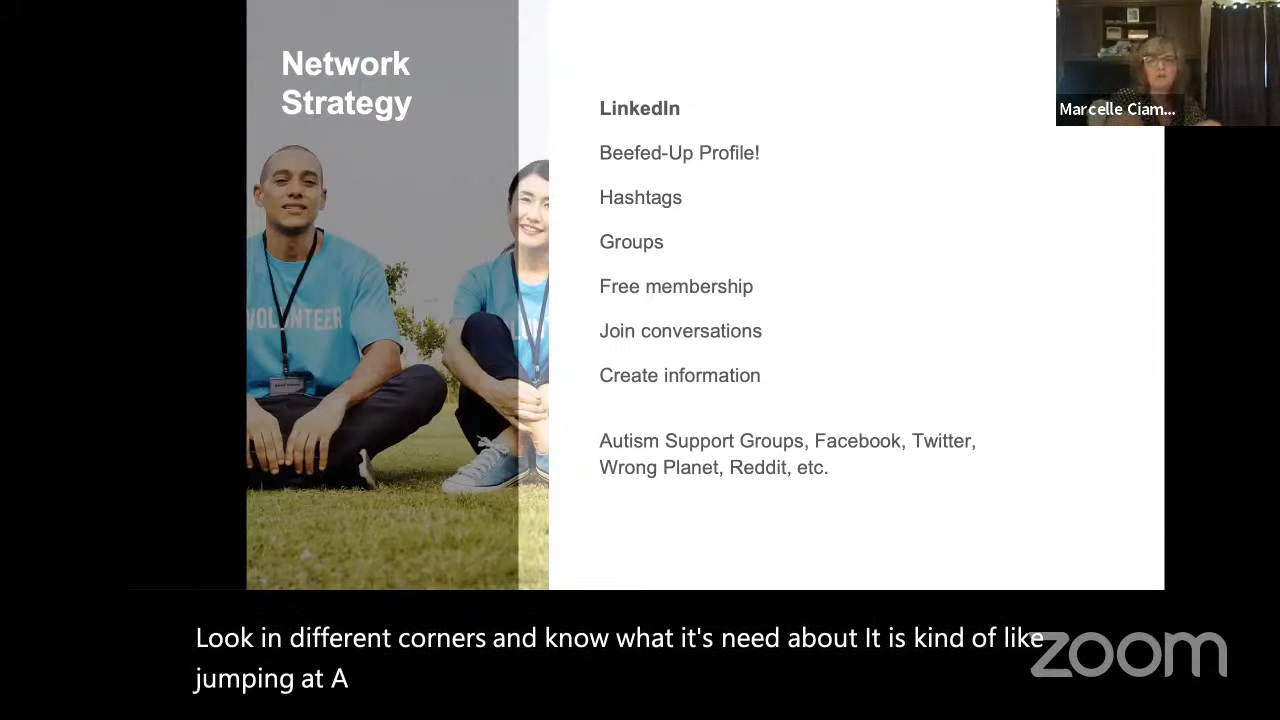 Network
Strategy
LinkedIn
Beefed-Up Profile!
Hashtags
Groups
Free membership
Join conversations
Create information
Autism Support Groups, Facebook, Twitter,
Wrong Planet, Reddit, etc.
Marcelle Ciam...
VOLUNTEER
Look in different corners and know what it's need about It is kind of like
jumping at A
zoom